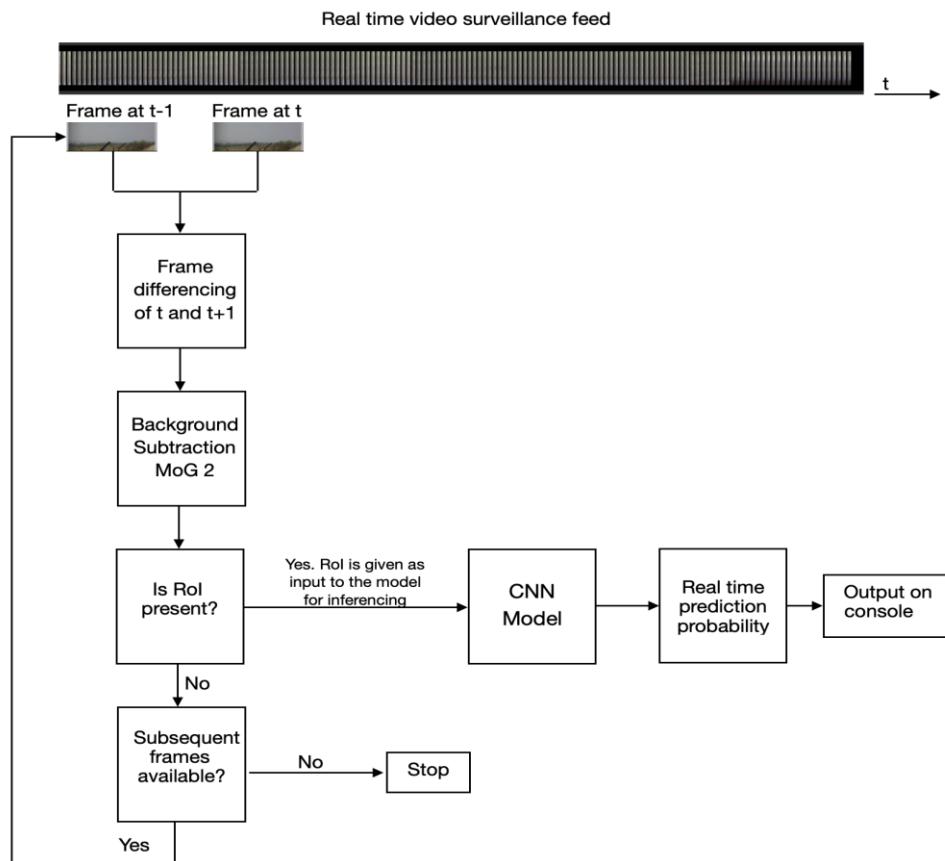 Real time video surveillance feed
t
Frame at t-1
Frame at t
Frame
differencing
of t and t+1
Background
Subtraction
MoG 2
Is RoI
present?
Yes. RoI is given as
input to the model
for inferencing
CNN
Model
Real time
prediction
probability
Output on
console
No
Subsequent
frames
available?
No
Stop
Yes